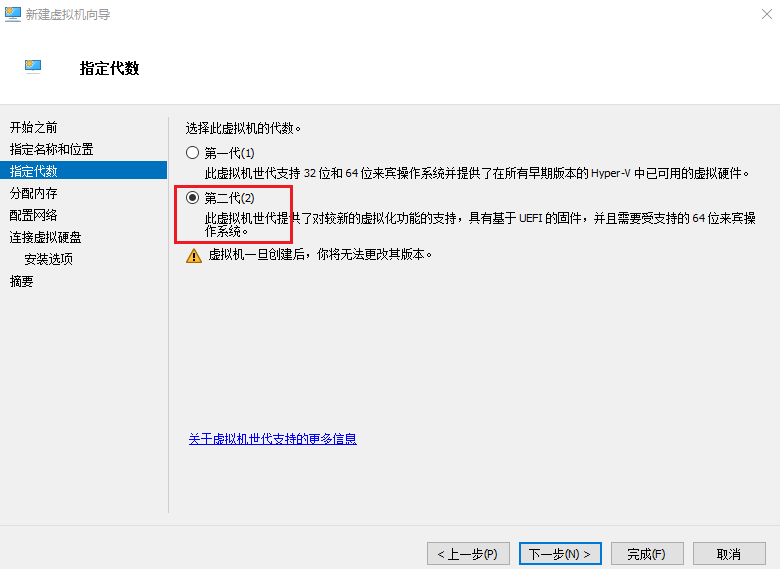 新建虚拟机向导
指定代数
开始之前
指定名称和位置
指定代数
分配内存
配置网络
连接虚拟硬盘
安装选项
摘要
选择此虚拟机的代数。
第一代(1)
此虚拟机世代支持 32 位和 64 位来宾操作系统并提供了在所有早期版本的 Hyper-V 中已可用的虚拟硬件。
第二代(2)
此虚拟机世代提供了对较新的虚拟化功能的支持，具有基于 UEFI 的固件，并且需要受支持的 64 位来宾操
作系统。
虚拟机一旦创建后，你将无法更改其版本。
关于虚拟机世代支持的更多信息
< 上一步(P)
下一步(N) >
完成(F)
取消